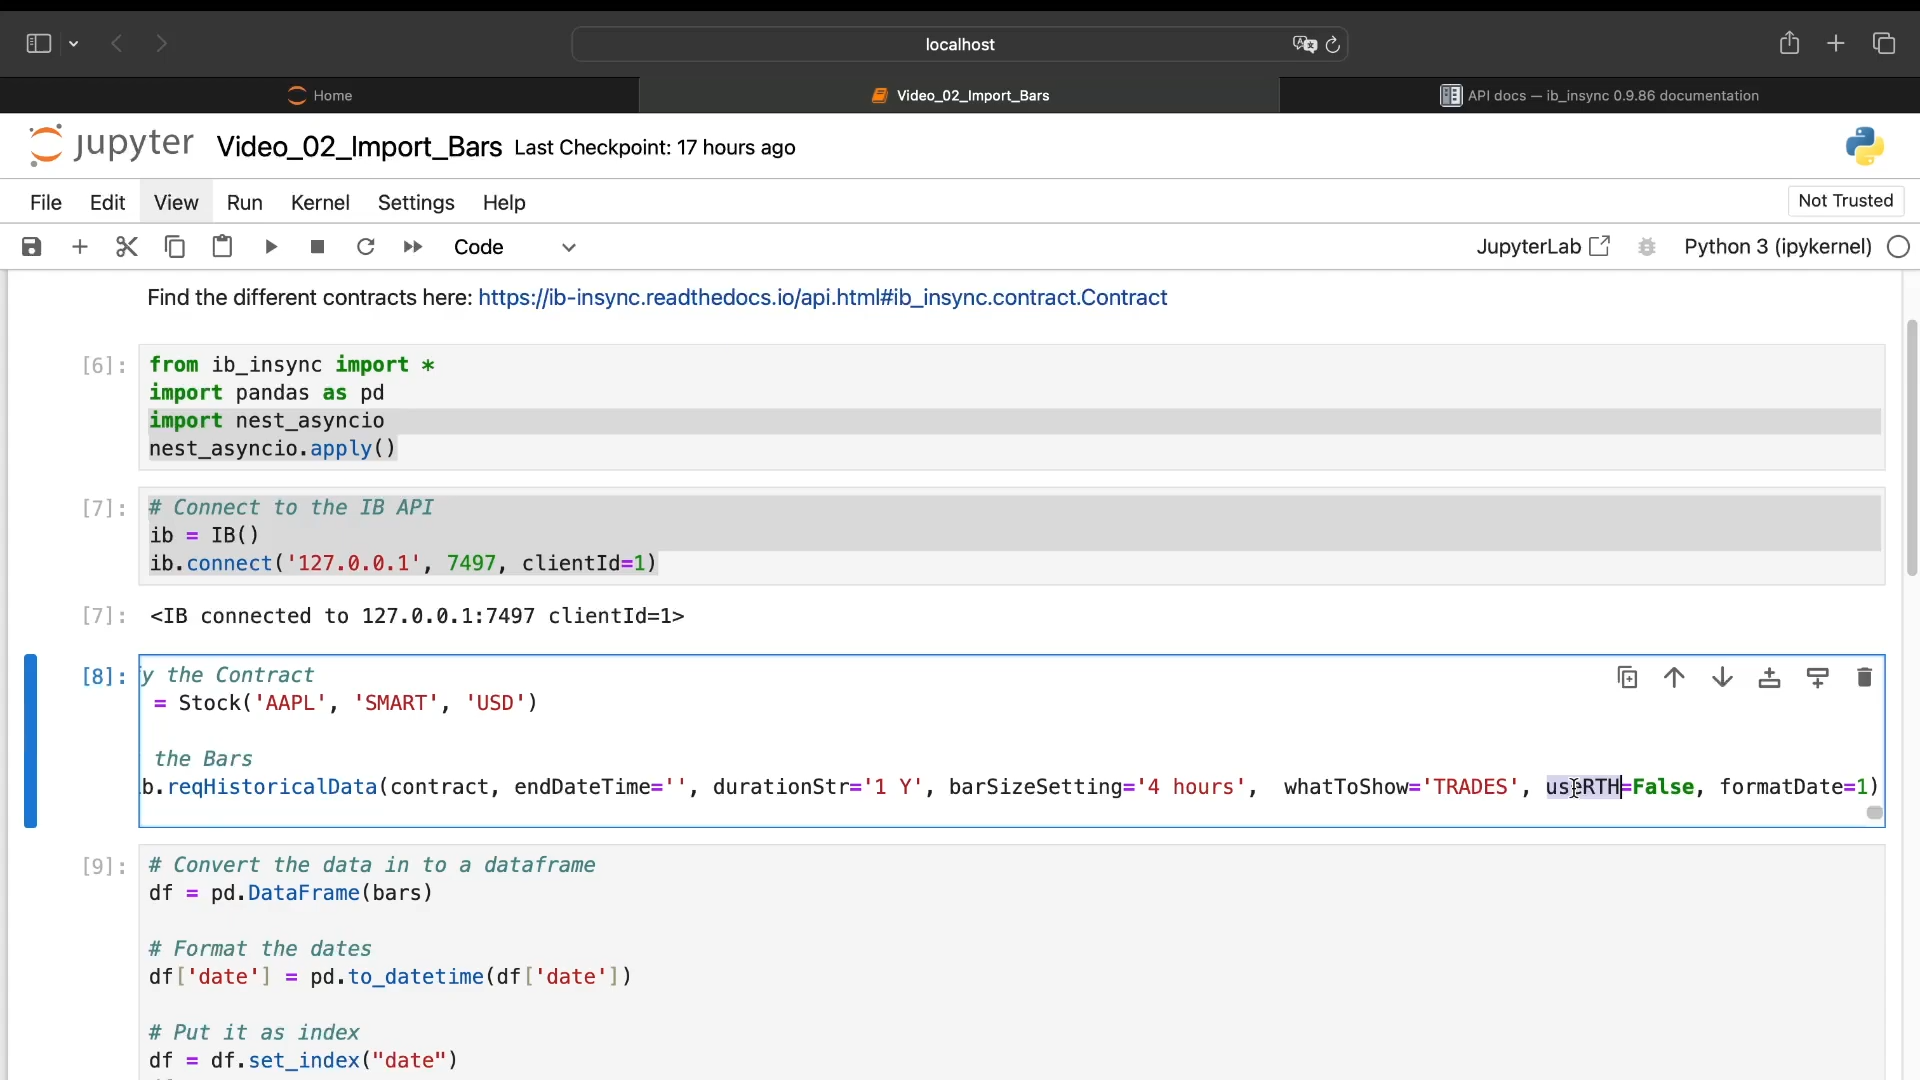 localhost
Home
Video_02_Import_Bars
API docs — ib_insync 0.9.86 documentation
jupyter Video_02_Import_Bars Last Checkpoint: 17 hours ago
File Edit View Run Kernel Settings Help
Not Trusted
Code
JupyterLab
Python 3 (ipykernel)
Find the different contracts here: https://ib-insync.readthedocs.io/api.html#ib_insync.contract.Contract
[6]: from ib_insync import *
import pandas as pd
import nest_asyncio
nest_asyncio.apply()
[7]: # Connect to the IB API
ib = IB()
ib.connect('127.0.0.1', 7497, clientId=1)
[7]: <IB connected to 127.0.0.1:7497 clientId=1>
[8]: y the Contract
= Stock('AAPL', 'SMART', 'USD')
the Bars
b.reqHistoricalData(contract, endDateTime='', durationStr='1 Y', barSizeSetting='4 hours',  whatToShow='TRADES', useRTH=False, formatDate=1)
[9]: # Convert the data in to a dataframe
df = pd.DataFrame(bars)
# Format the dates
df['date'] = pd.to_datetime(df['date'])
# Put it as index
df = df.set_index("date")